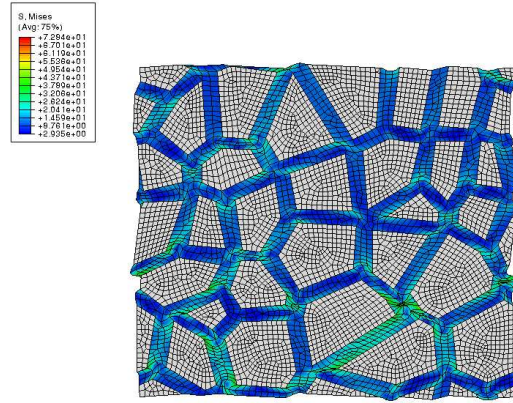 S, Mises
(Avg: 75%)
+7.294e+01
+6.701e+01
+6.119e+01
+5.536e+01
+4.954e+01
+4.371e+01
+3.789e+01
+3.206e+01
+2.624e+01
+2.041e+01
+1.459e+01
+8.761e+00
+2.935e+00